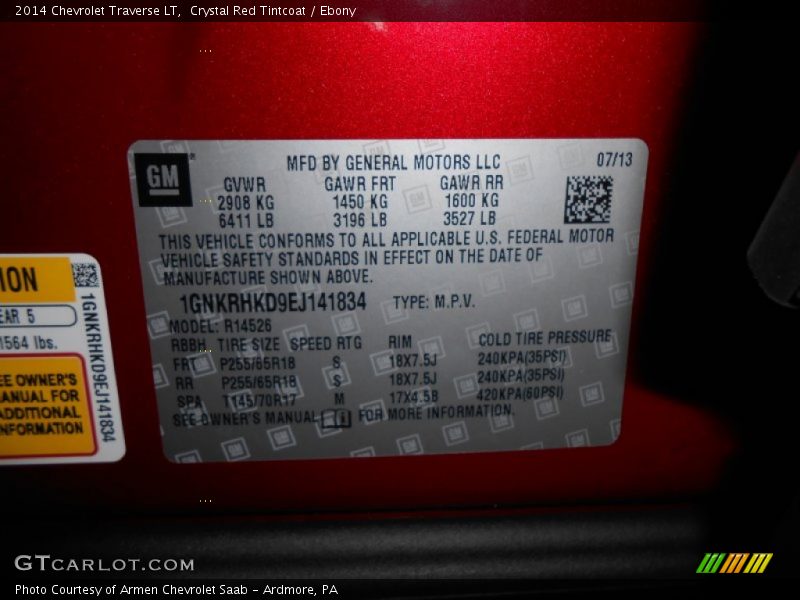 2014 Chevrolet Traverse LT,  Crystal Red Tintcoat / Ebony
GM
MFD BY GENERAL MOTORS LLC 07/13
GVWR GAWR FRT GAWR RR
2908 KG 1450 KG 1600 KG
6411 LB 3196 LB 3527 LB
THIS VEHICLE CONFORMS TO ALL APPLICABLE U.S. FEDERAL MOTOR
VEHICLE SAFETY STANDARDS IN EFFECT ON THE DATE OF
MANUFACTURE SHOWN ABOVE.
1GNKRHKD9EJ141834 TYPE: M.P.V.
MODEL: R14526
RBBH TIRE SIZE SPEED RTG RIM COLD TIRE PRESSURE
FRT P255/65R18 S 18X7.5J 240KPA(35PSI)
RR P255/65R18 S 18X7.5J 240KPA(35PSI)
SPA T145/70R17 M 17X4.5B 420KPA(60PSI)
SEE OWNER'S MANUAL FOR MORE INFORMATION.
ION
EAR 5
1564 lbs.
EE OWNER'S
ANUAL FOR
ADDITIONAL
NFORMATION
1GNKRHKD9EJ141834
GTCARLOT.COM
Photo Courtesy of Armen Chevrolet Saab - Ardmore, PA